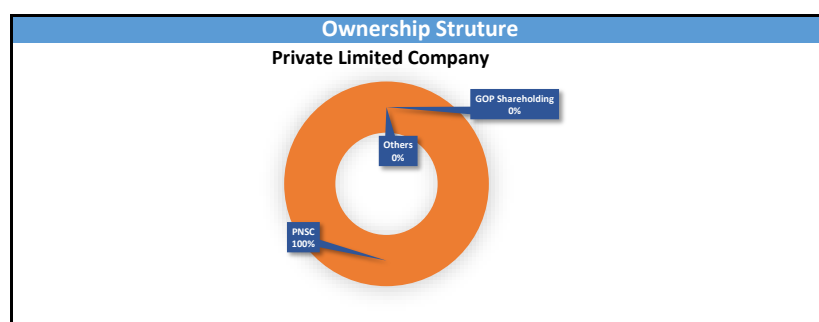 Ownership Struture
Private Limited Company
GOP Shareholding
0%
Others
0%
PNSC
100%